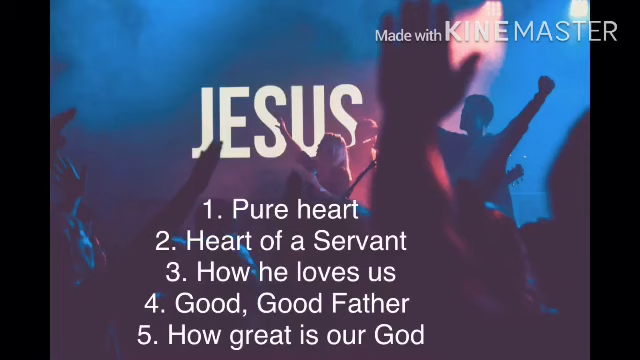 Made with KINEMASTER
JESUS
1. Pure heart
2. Heart of a Servant
3. How he loves us
4. Good, Good Father
5. How great is our God